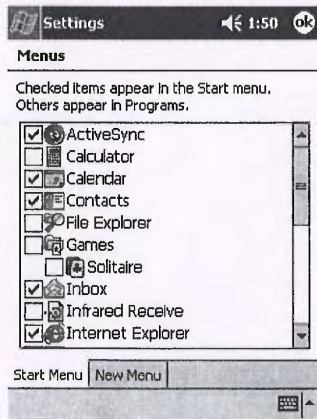 Settings 1:50 ok
Menus
Checked items appear in the Start menu.
Others appear in Programs.
ActiveSync
Calculator
Calendar
Contacts
File Explorer
Games
Solitaire
Inbox
Infrared Receive
Internet Explorer
Start Menu New Menu